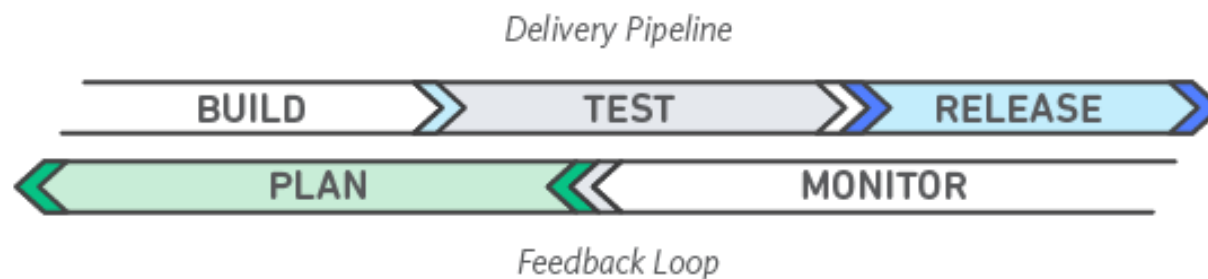 Delivery Pipeline
BUILD TEST RELEASE
PLAN MONITOR
Feedback Loop